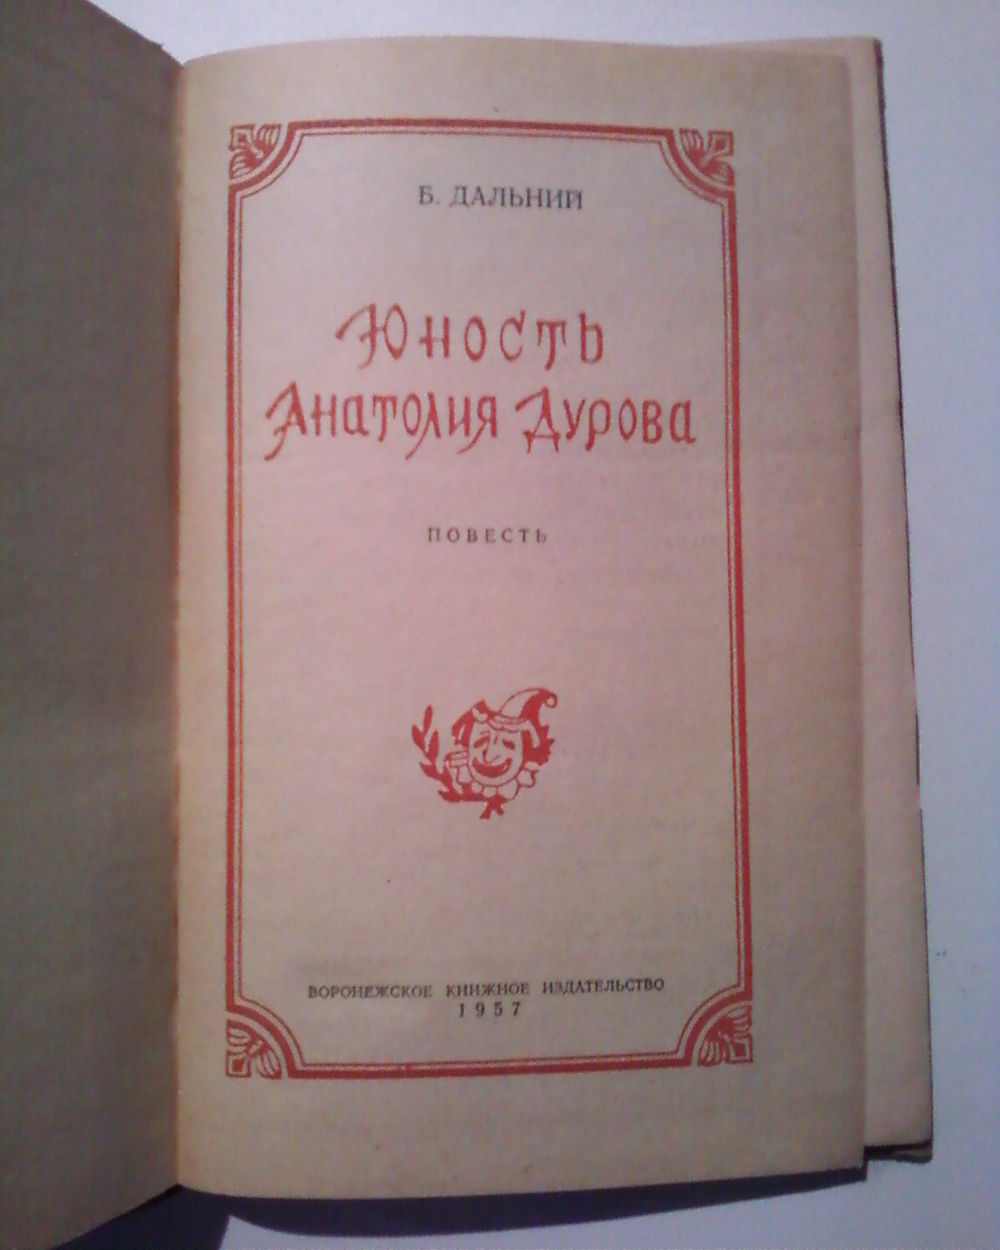 Б. ДАЛЬНИЙ
Юность
Анатолия Дурова
ПОВЕСТЬ
ВОРОНЕЖСКОЕ КНИЖНОЕ ИЗДАТЕЛЬСТВО
1957